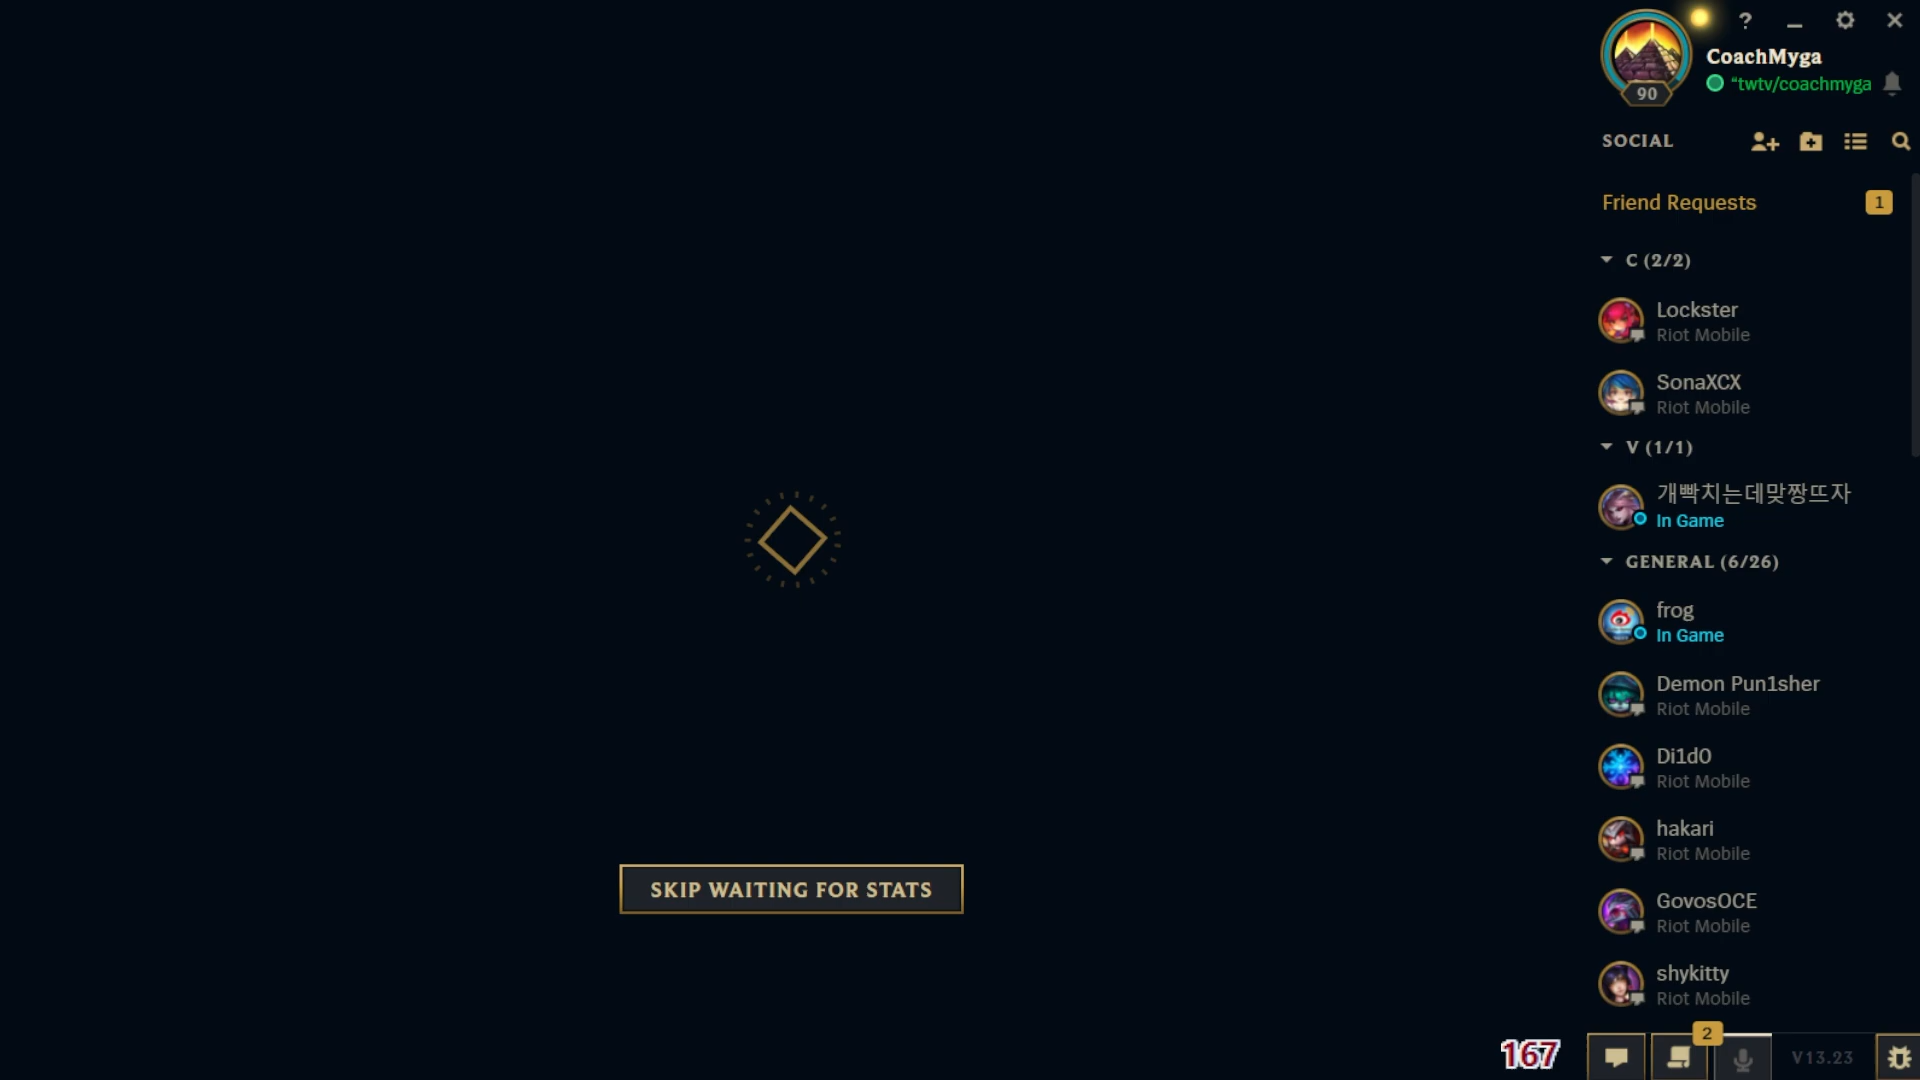 ?
CoachMyga
90
“twtv/coachmyga
SOCIAL
Friend Requests 1
C (2/2)
Lockster
Riot Mobile
SonaXCX
Riot Mobile
V (1/1)
개빡치는데맞짱뜨자
In Game
GENERAL (6/26)
frog
In Game
Demon Pun1sher
Riot Mobile
Di1d0
Riot Mobile
hakari
Riot Mobile
GovosOCE
Riot Mobile
shykitty
Riot Mobile
SKIP WAITING FOR STATS
2
167
V13.23